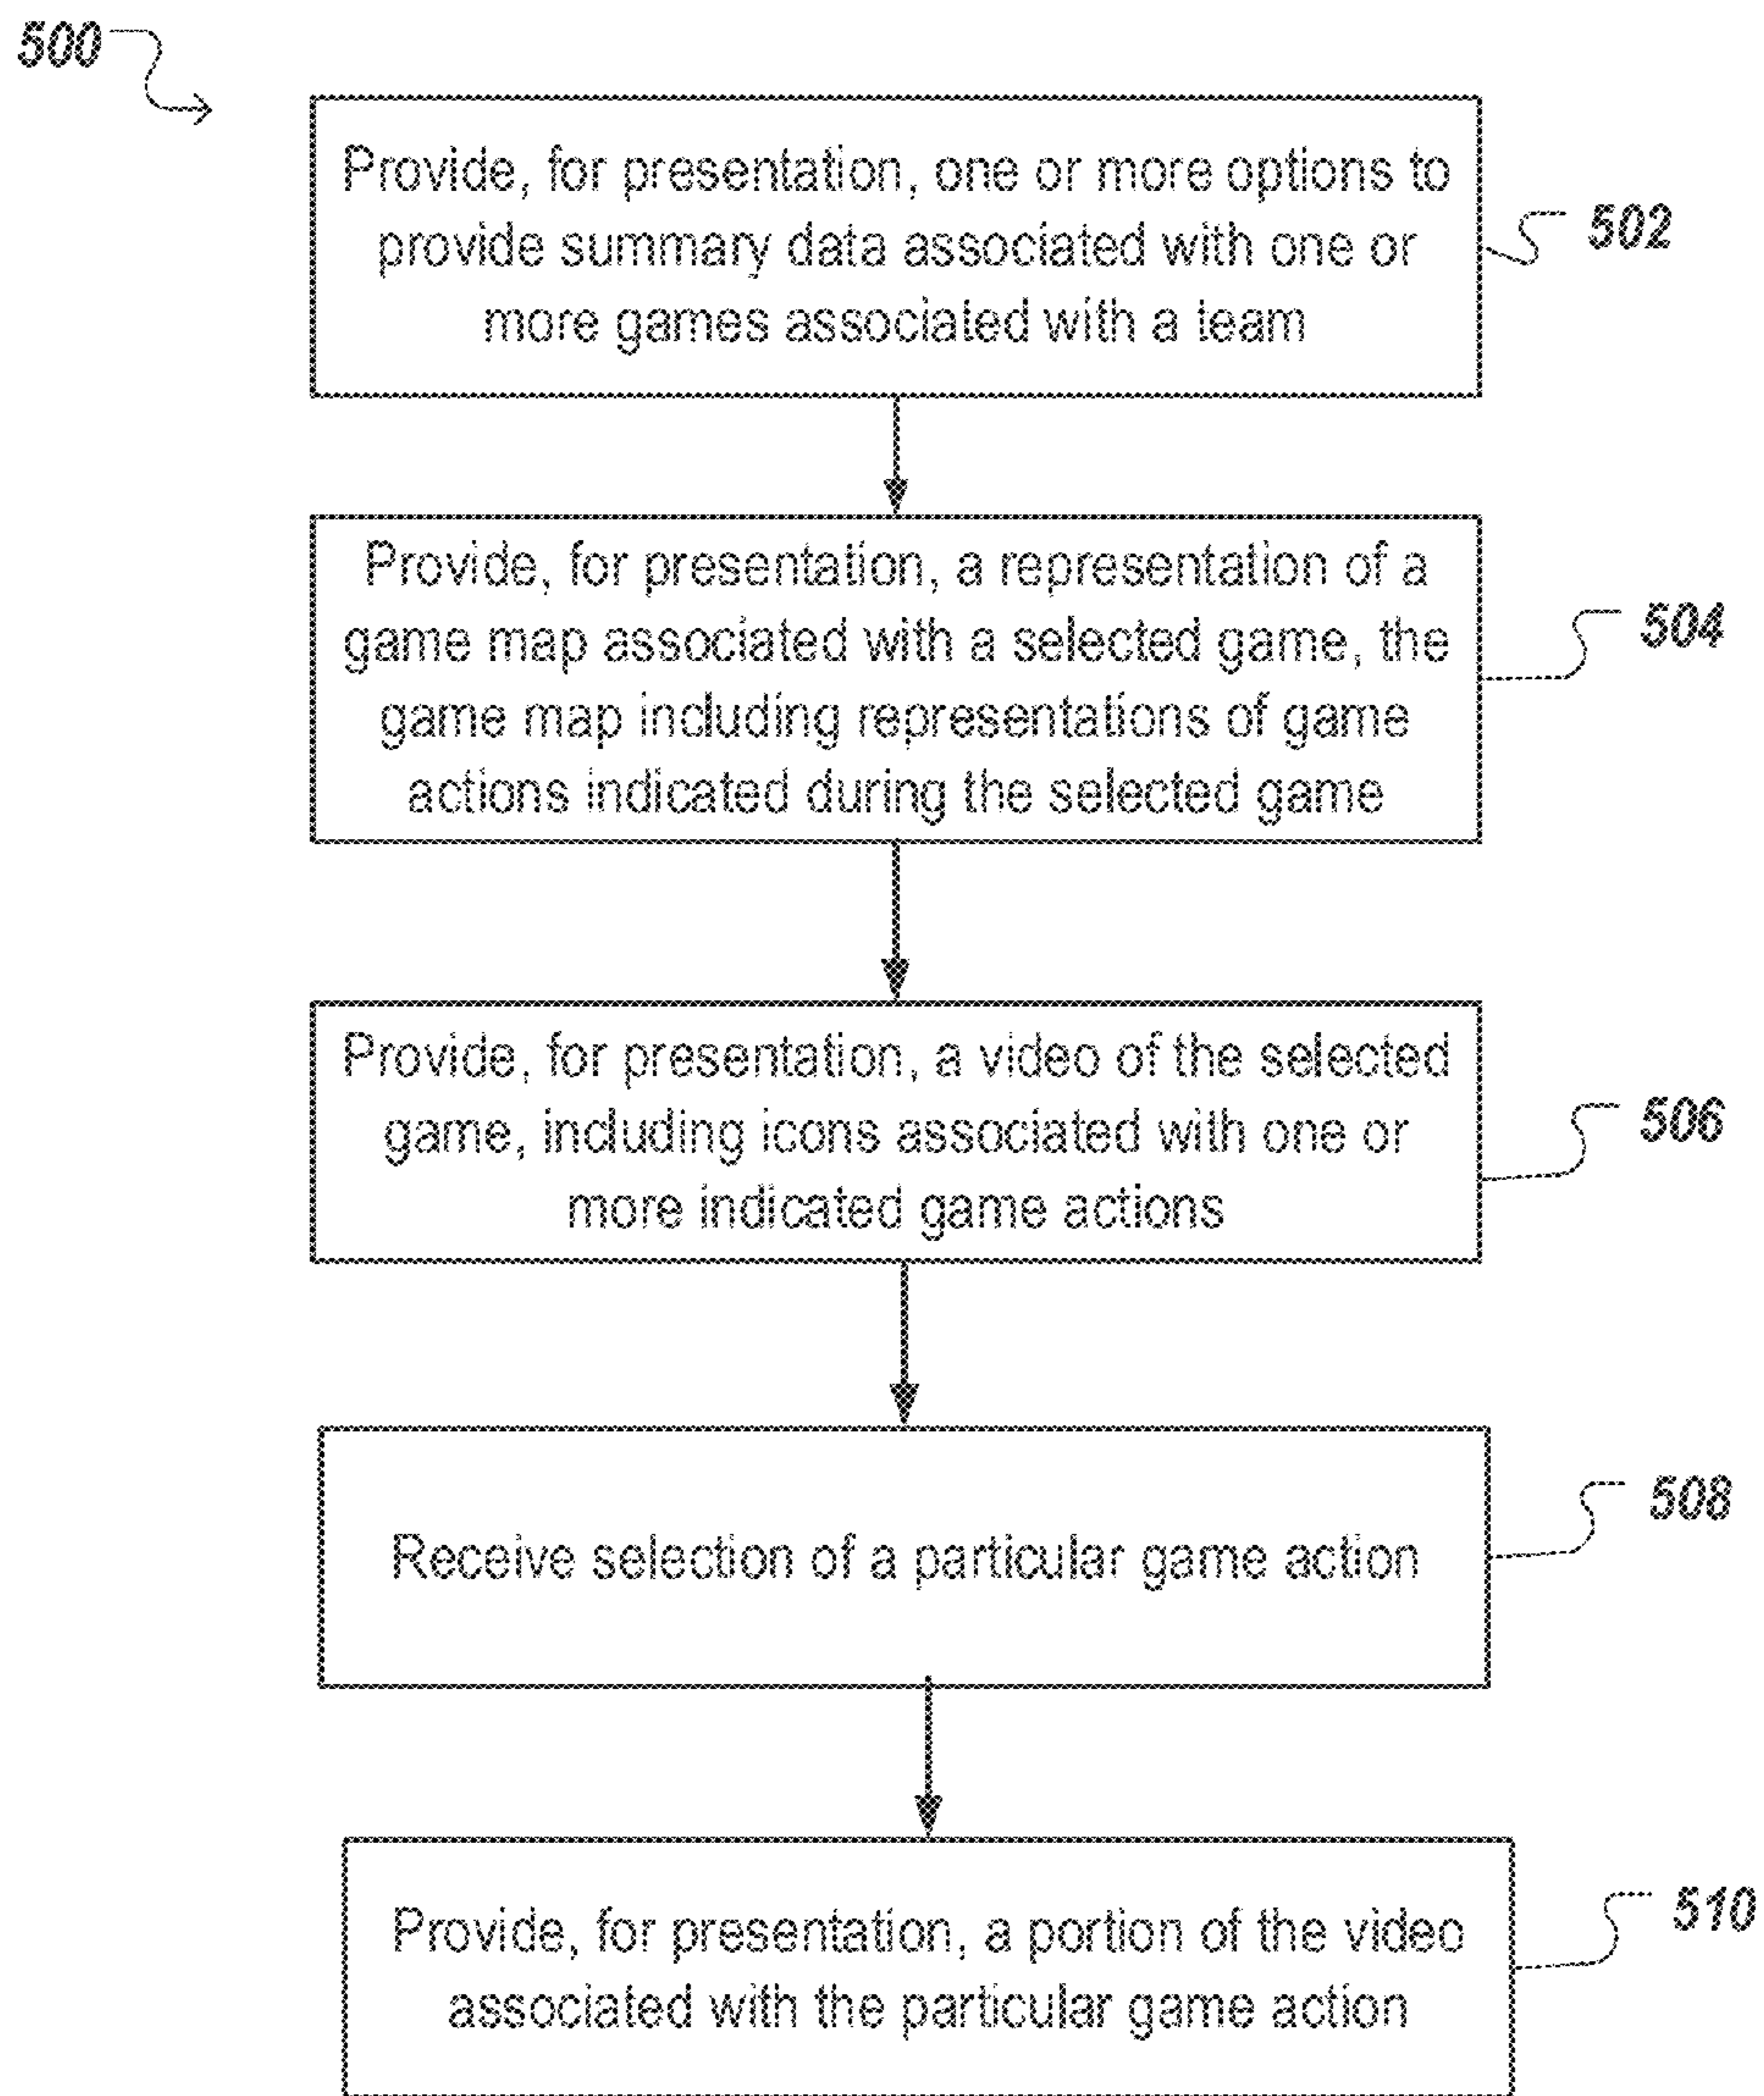 500
Provide, for presentation, one or more options to
provide summary data associated with one or
more games associated with a team
502
Provide, for presentation, a representation of a
game map associated with a selected game, the
game map including representations of game
actions indicated during the selected game
504
Provide, for presentation, a video of the selected
game, including icons associated with one or
more indicated game actions
506
Receive selection of a particular game action
508
Provide, for presentation, a portion of the video
associated with the particular game action
510